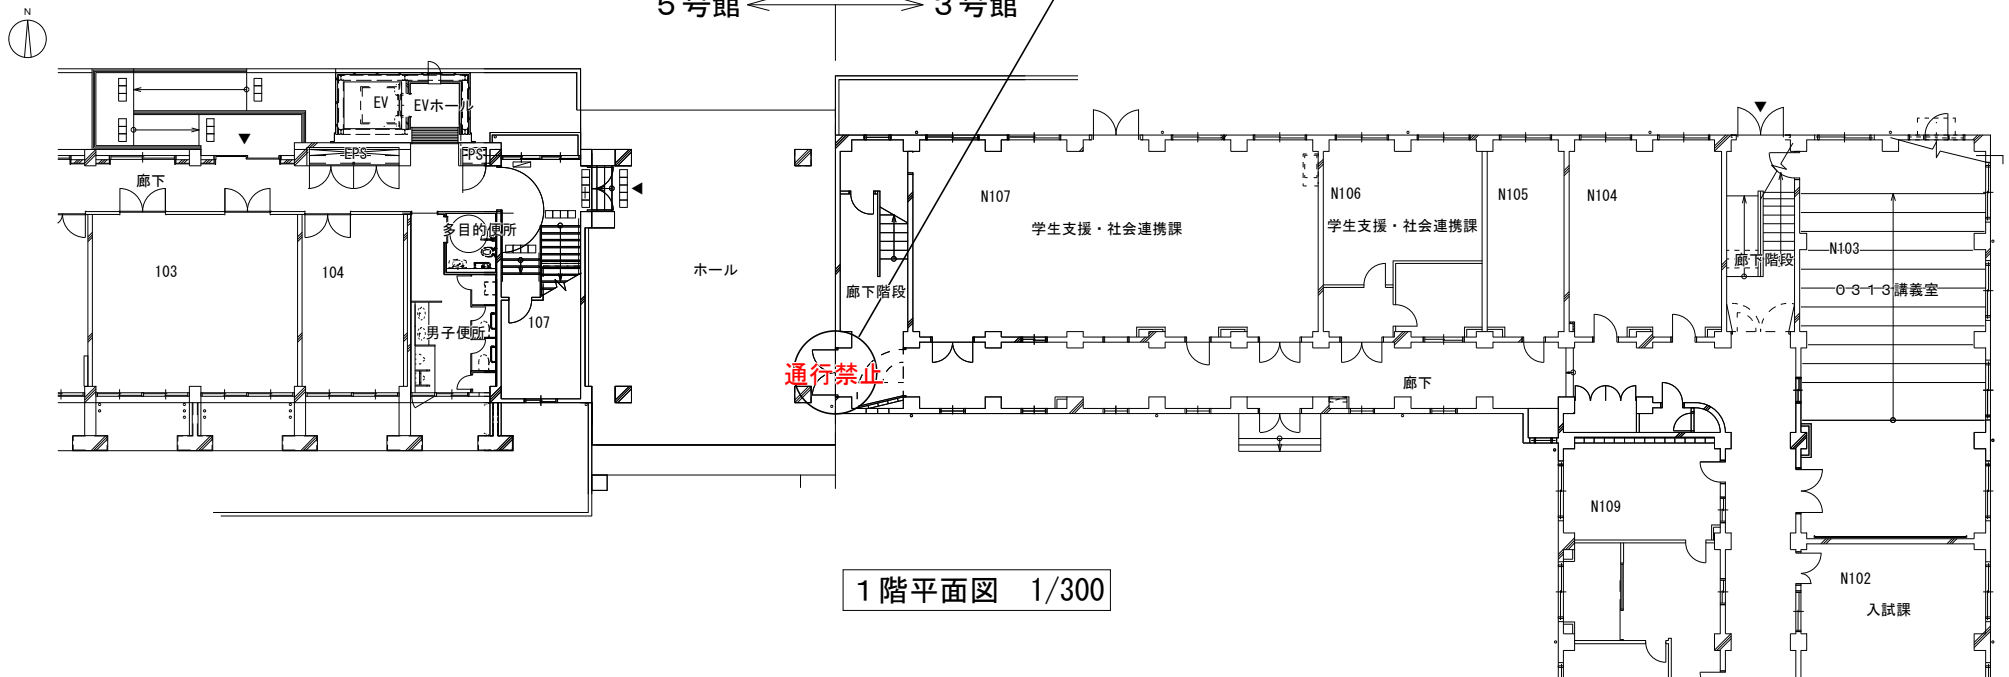 5号館 3号館
N
EV
EVホール
EPS
PS
廊下
多目的便所
103
104
男子便所
107
ホール
廊下階段
通行禁止
N107
学生支援・社会連携課
N106
学生支援・社会連携課
N105
N104
廊下階段
N103
0313講義室
廊下
N109
N102
入試課
1階平面図 1/300